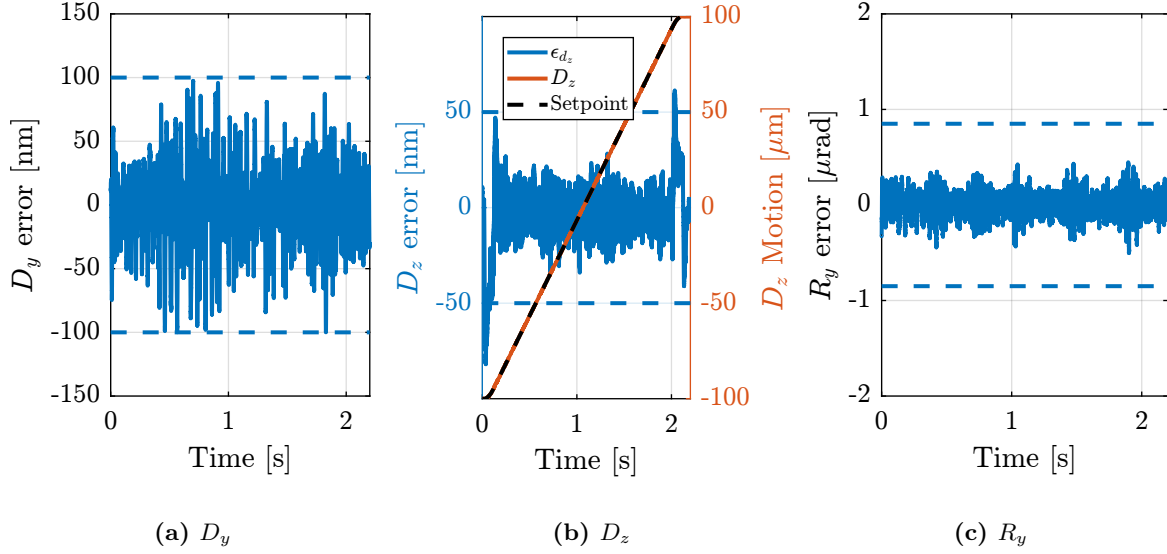 150
100
50
0
-50
-100
-150
D_y error [nm]
0 1 2
Time [s]
(a) D_y
50
0
-50
D_z error [nm]
ϵ_{d_z}
D_z
Setpoint
100
50
0
-50
-100
D_z Motion [μm]
0 1 2
Time [s]
(b) D_z
2
1
0
-1
-2
R_y error [μrad]
0 1 2
Time [s]
(c) R_y